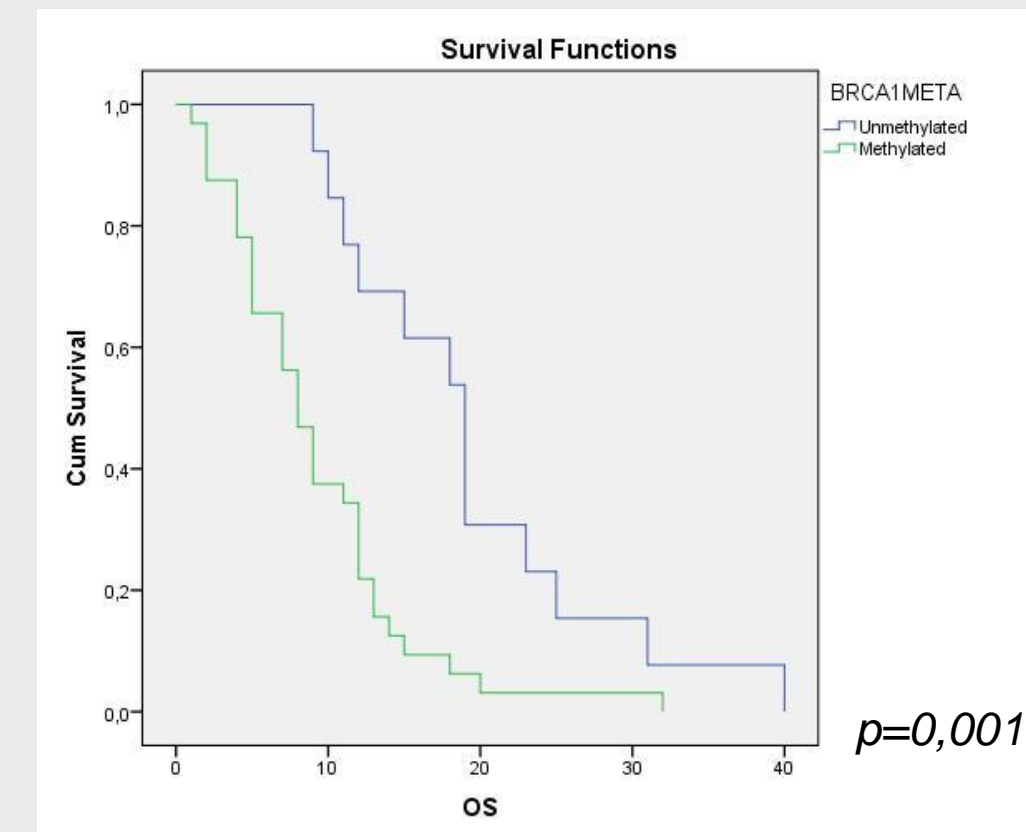 Survival Functions
BRCA1META
Unmethylated
Methylated
1,0
0,8
0,6
0,4
0,2
0,0
Cum Survival
0 10 20 30 40
OS
p=0,001